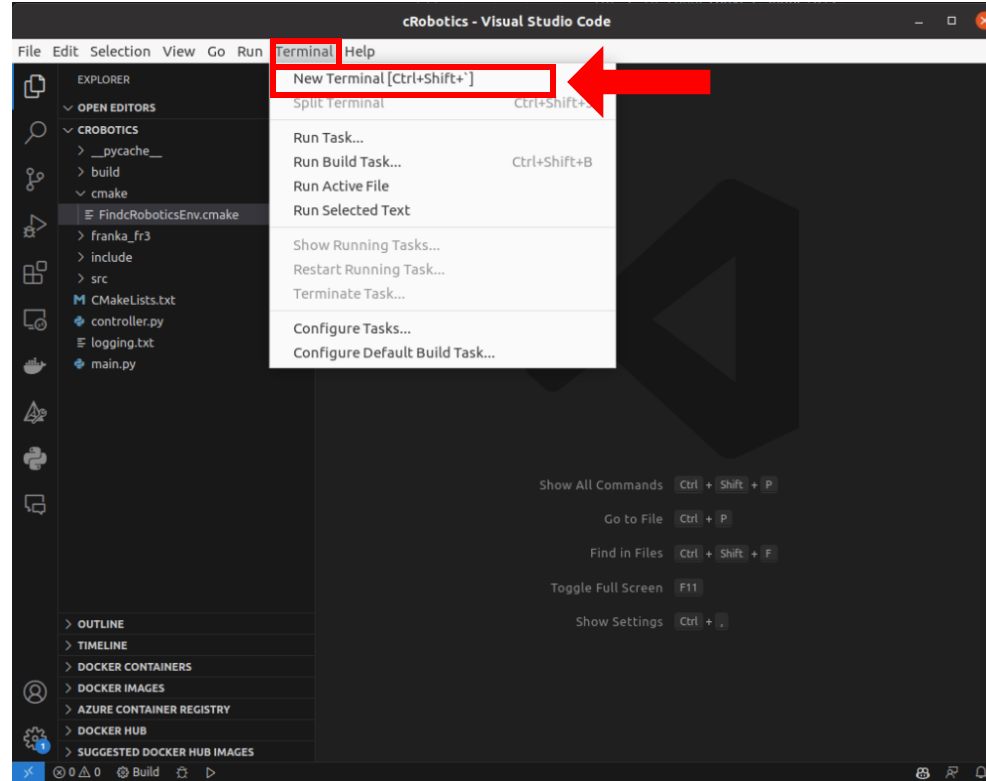 cRobotics - Visual Studio Code
File Edit Selection View Go Run Terminal Help
EXPLORER
OPEN EDITORS
CROBOTICS
__pycache__
build
cmake
FindcRoboticsEnv.cmake
franka_fr3
include
src
CMakeLists.txt
controller.py
logging.txt
main.py
New Terminal [Ctrl+Shift+`]
Split Terminal Ctrl+Shift+
Run Task...
Run Build Task... Ctrl+Shift+B
Run Active File
Run Selected Text
Show Running Tasks...
Restart Running Task...
Terminate Task...
Configure Tasks...
Configure Default Build Task...
Show All Commands Ctrl + Shift + P
Go to File Ctrl + P
Find in Files Ctrl + Shift + F
Toggle Full Screen F11
Show Settings Ctrl + ,
OUTLINE
TIMELINE
DOCKER CONTAINERS
DOCKER IMAGES
AZURE CONTAINER REGISTRY
DOCKER HUB
SUGGESTED DOCKER HUB IMAGES
1
0 0 Build